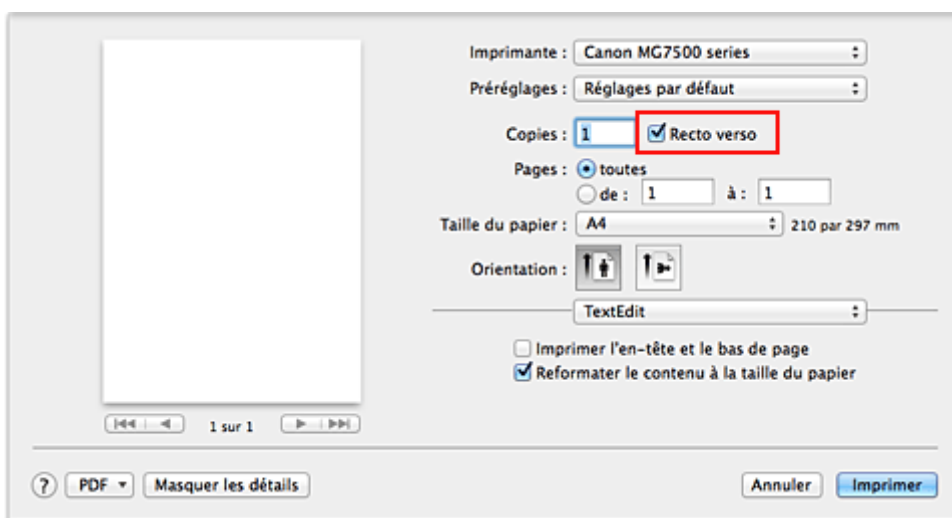 Imprimante : Canon MG7500 series
Préréglages : Réglages par défaut
Copies : 1 Recto verso
Pages : toutes
de : 1 à : 1
Taille du papier : A4 210 par 297 mm
Orientation :
TextEdit
Imprimer l'en-tête et le bas de page
Reformater le contenu à la taille du papier
1 sur 1
? PDF Masquer les détails Annuler Imprimer